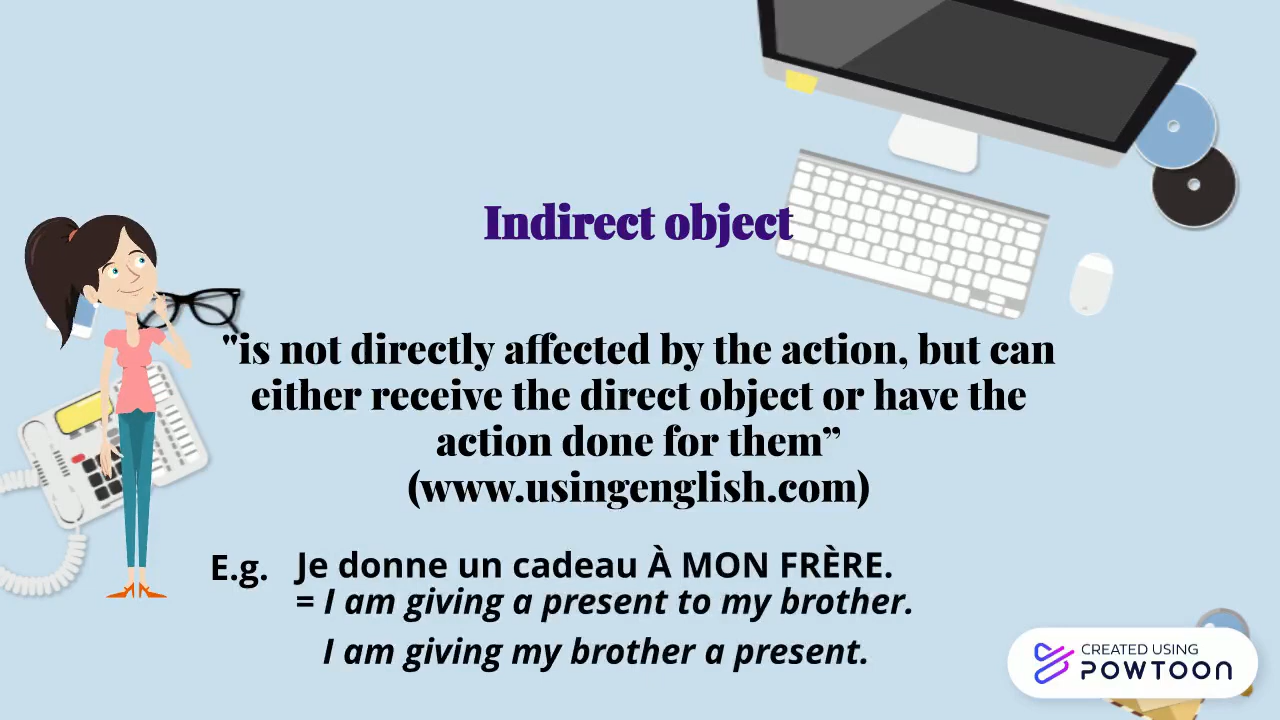 Indirect object
"is not directly affected by the action, but can
either receive the direct object or have the
action done for them”
(www.usingenglish.com)
E.g. Je donne un cadeau À MON FRÈRE.
= I am giving a present to my brother.
I am giving my brother a present.
CREATED USING
POWTOON